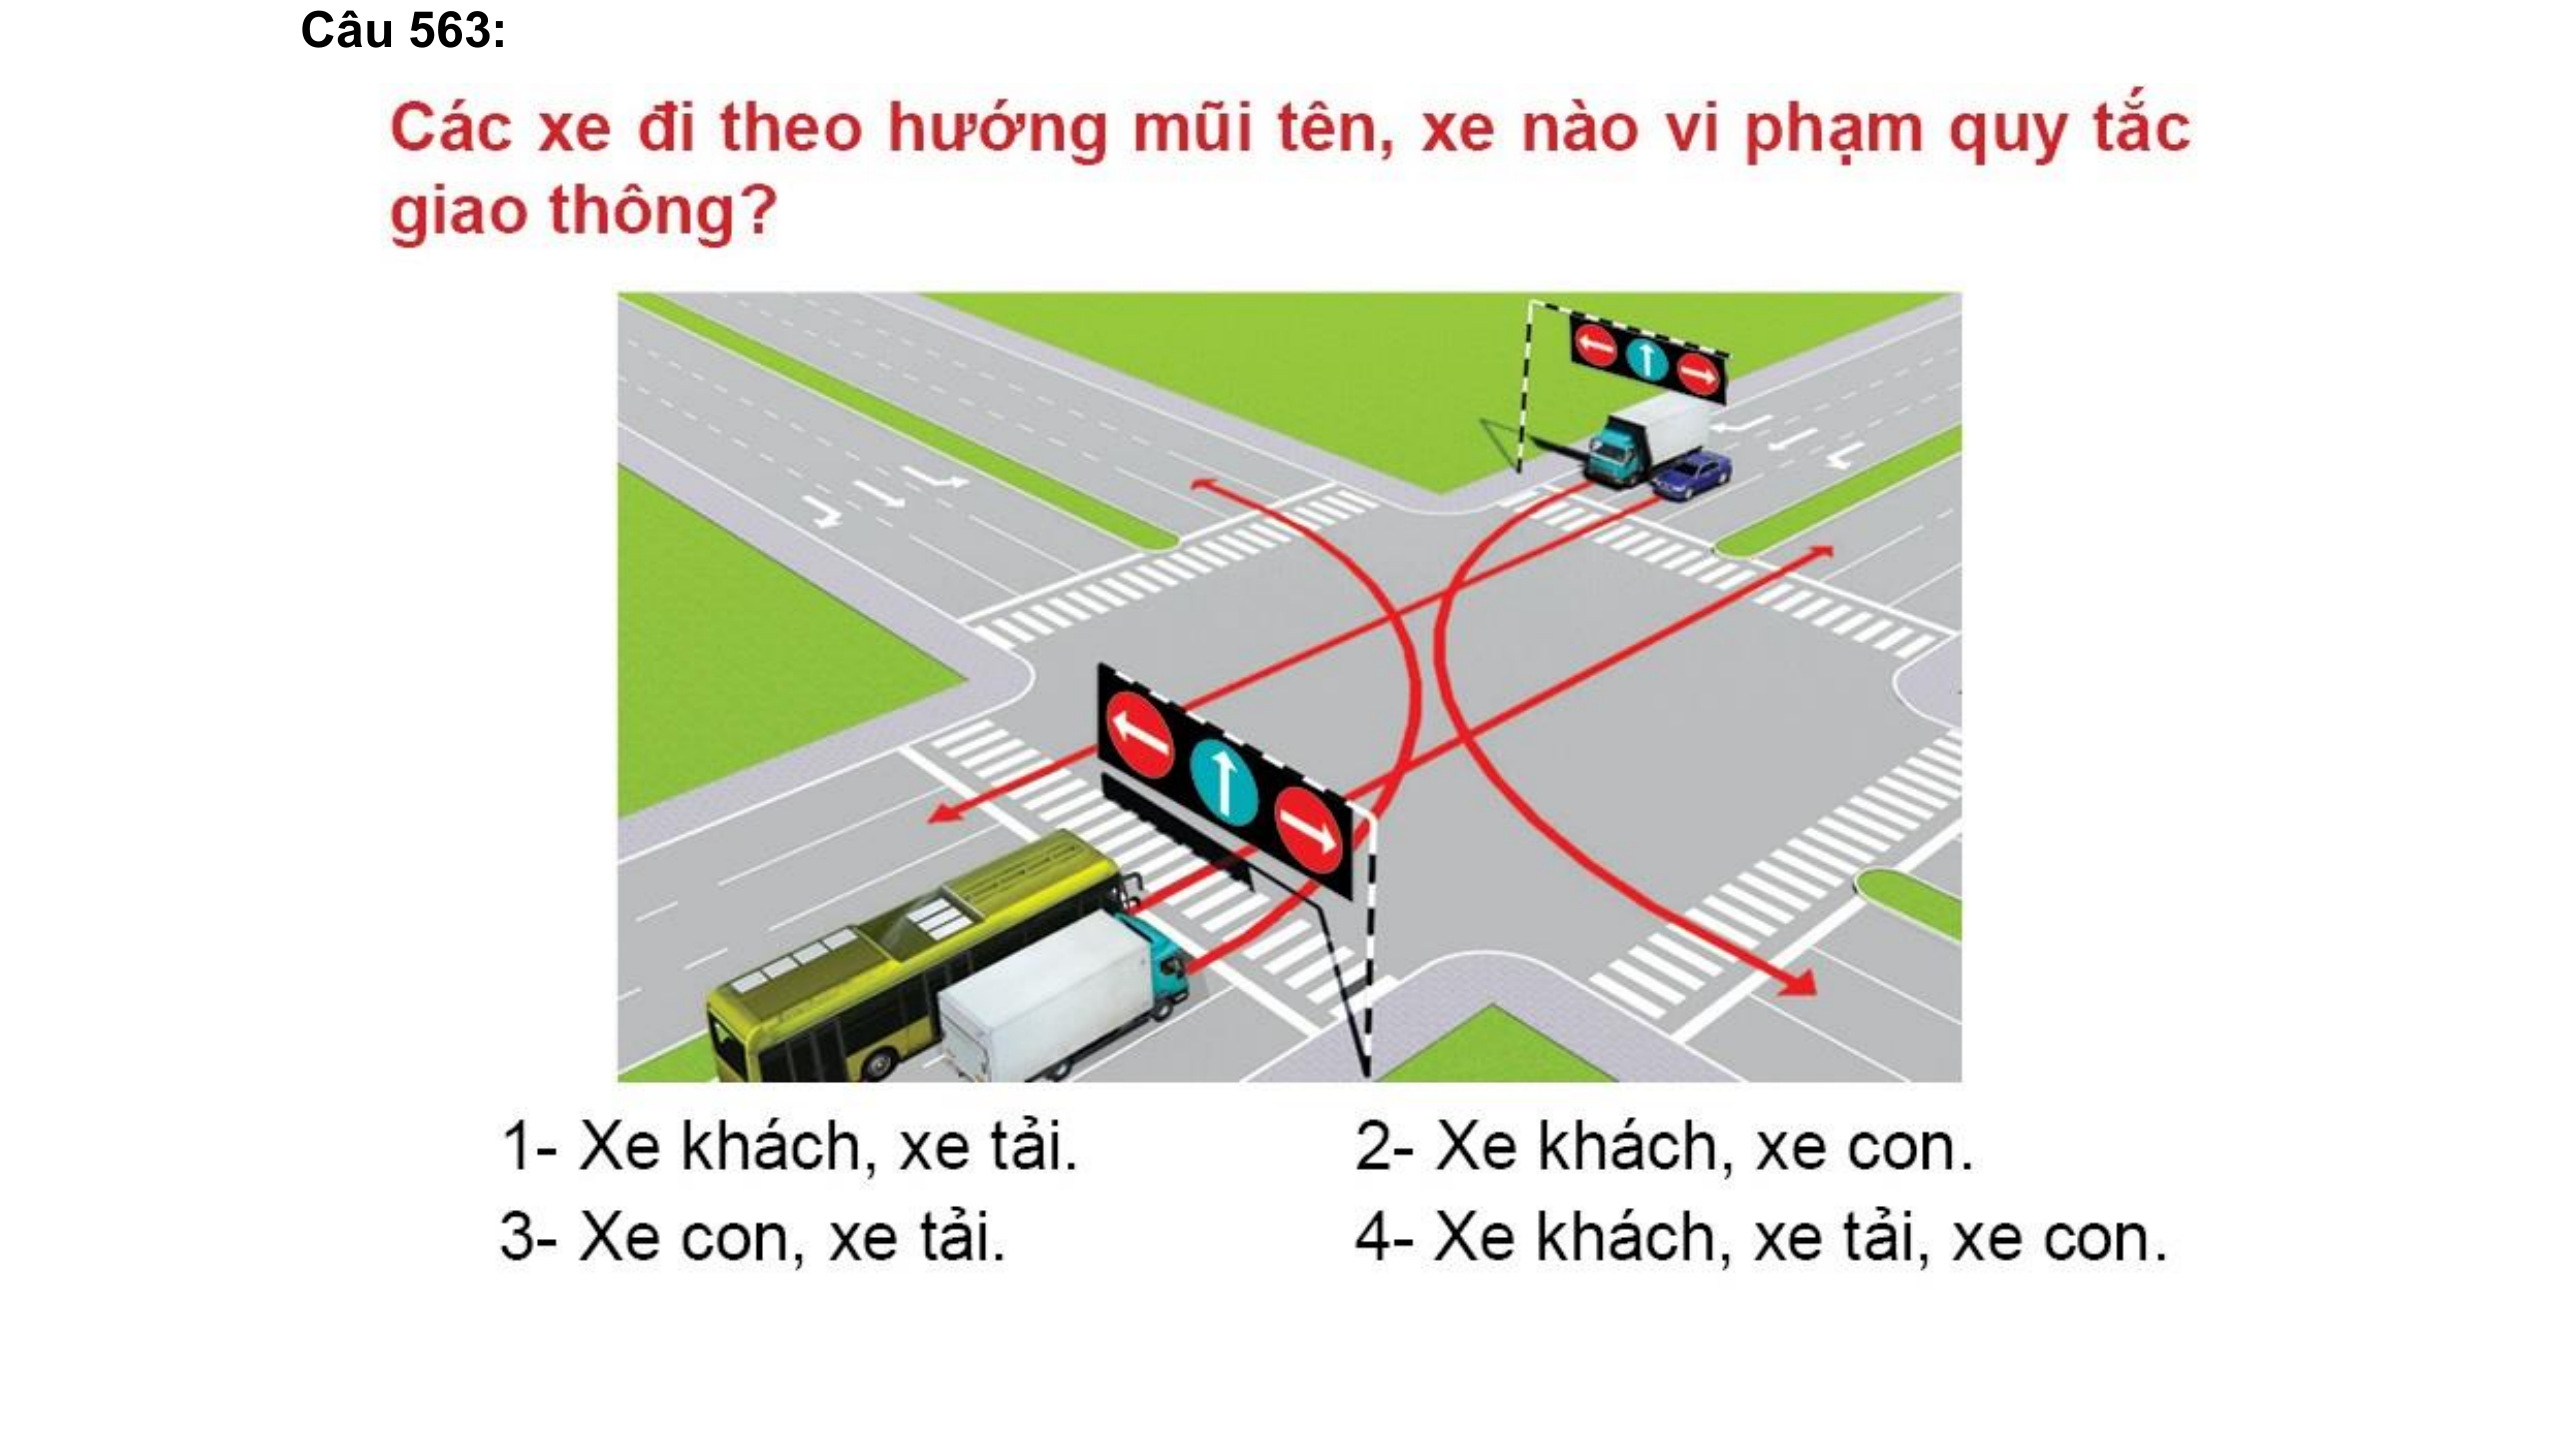 Câu 563:
Các xe đi theo hướng mũi tên, xe nào vi phạm quy tắc
giao thông?
1- Xe khách, xe tải.
2- Xe khách, xe con.
3- Xe con, xe tải.
4- Xe khách, xe tải, xe con.